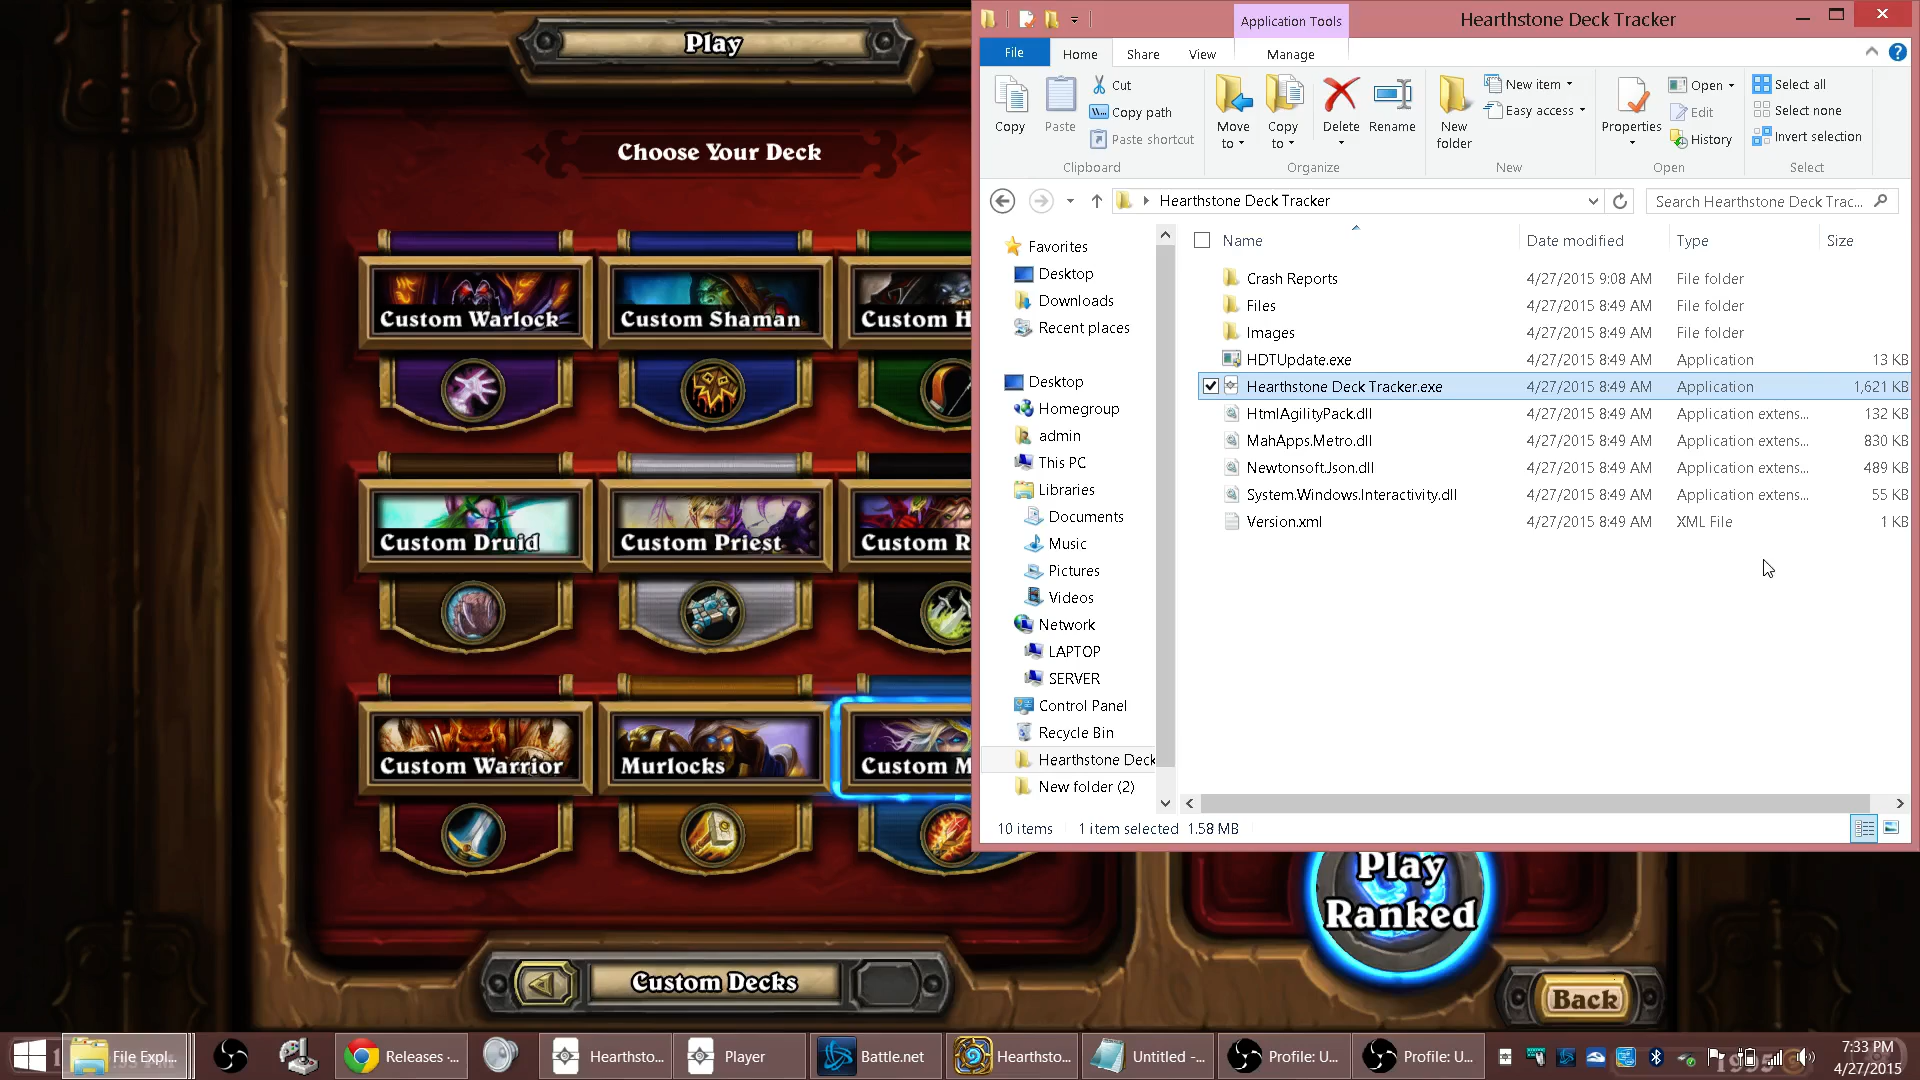 Play
Choose Your Deck
Custom Warlock
Custom Shaman
Custom H
Custom Druid
Custom Priest
Custom R
Custom Warrior
Murlocks
Custom M
Custom Decks
Play
Ranked
Back
Application Tools
Hearthstone Deck Tracker
File
Home
Share
View
Manage
Copy
Paste
Cut
Copy path
Paste shortcut
Clipboard
Move to
Copy to
Delete
Rename
Organize
New folder
New item
Easy access
New
Properties
Open
Edit
History
Open
Select all
Select none
Invert selection
Select
Hearthstone Deck Tracker
Search Hearthstone Deck Trac...
Favorites
Desktop
Downloads
Recent places
Desktop
Homegroup
admin
This PC
Libraries
Documents
Music
Pictures
Videos
Network
LAPTOP
SERVER
Control Panel
Recycle Bin
Hearthstone Deck
New folder (2)
Name Date modified Type Size
Crash Reports 4/27/2015 9:08 AM File folder
Files 4/27/2015 8:49 AM File folder
Images 4/27/2015 8:49 AM File folder
HDTUpdate.exe 4/27/2015 8:49 AM Application 13 KB
Hearthstone Deck Tracker.exe 4/27/2015 8:49 AM Application 1,621 KB
HtmlAgilityPack.dll 4/27/2015 8:49 AM Application extens... 132 KB
MahApps.Metro.dll 4/27/2015 8:49 AM Application extens... 830 KB
Newtonsoft.Json.dll 4/27/2015 8:49 AM Application extens... 489 KB
System.Windows.Interactivity.dll 4/27/2015 8:49 AM Application extens... 55 KB
Version.xml 4/27/2015 8:49 AM XML File 1 KB
10 items 1 item selected 1.58 MB
File Expl...
Releases -...
Hearthsto...
Player
Battle.net
Hearthsto...
Untitled -...
Profile: U...
Profile: U...
7:33 PM
4/27/2015